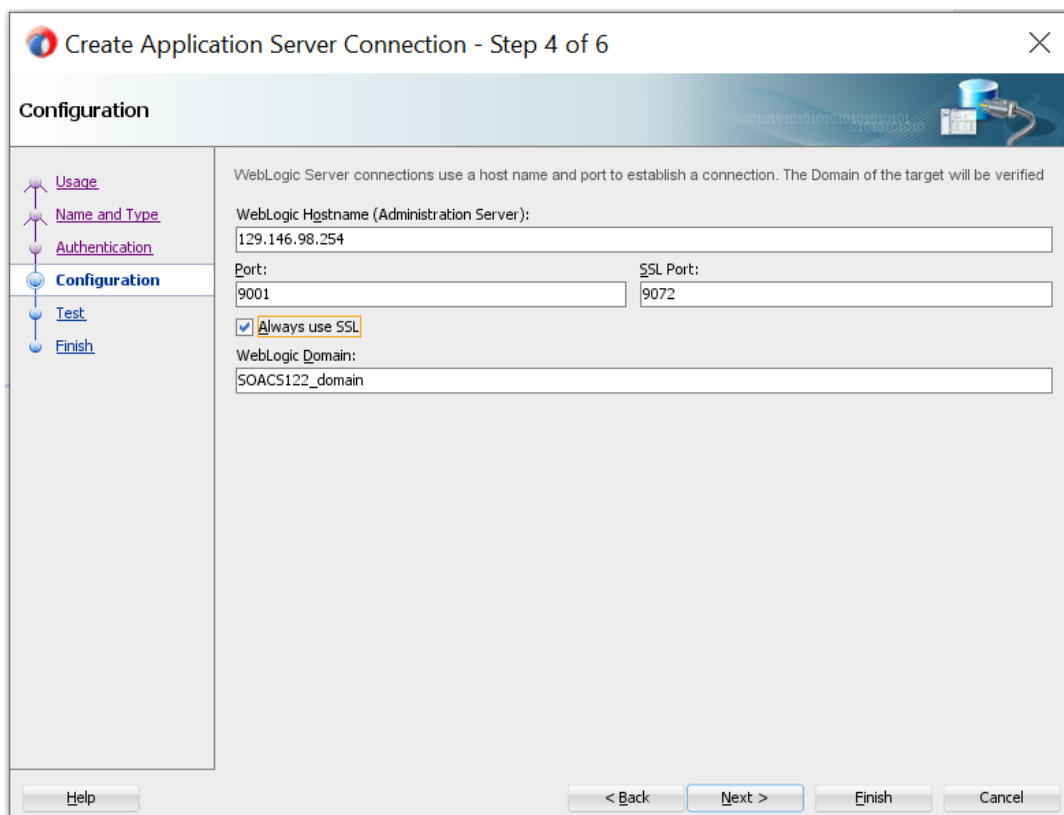 Create Application Server Connection - Step 4 of 6
Configuration
010101010101010101010101
01010101010
Usage
Name and Type
Authentication
Configuration
Test
Finish
WebLogic Server connections use a host name and port to establish a connection. The Domain of the target will be verified
WebLogic Hostname (Administration Server):
129.146.98.254
Port: SSL Port:
9001 9072
Always use SSL
WebLogic Domain:
SOACS122_domain
Help < Back Next > Finish Cancel